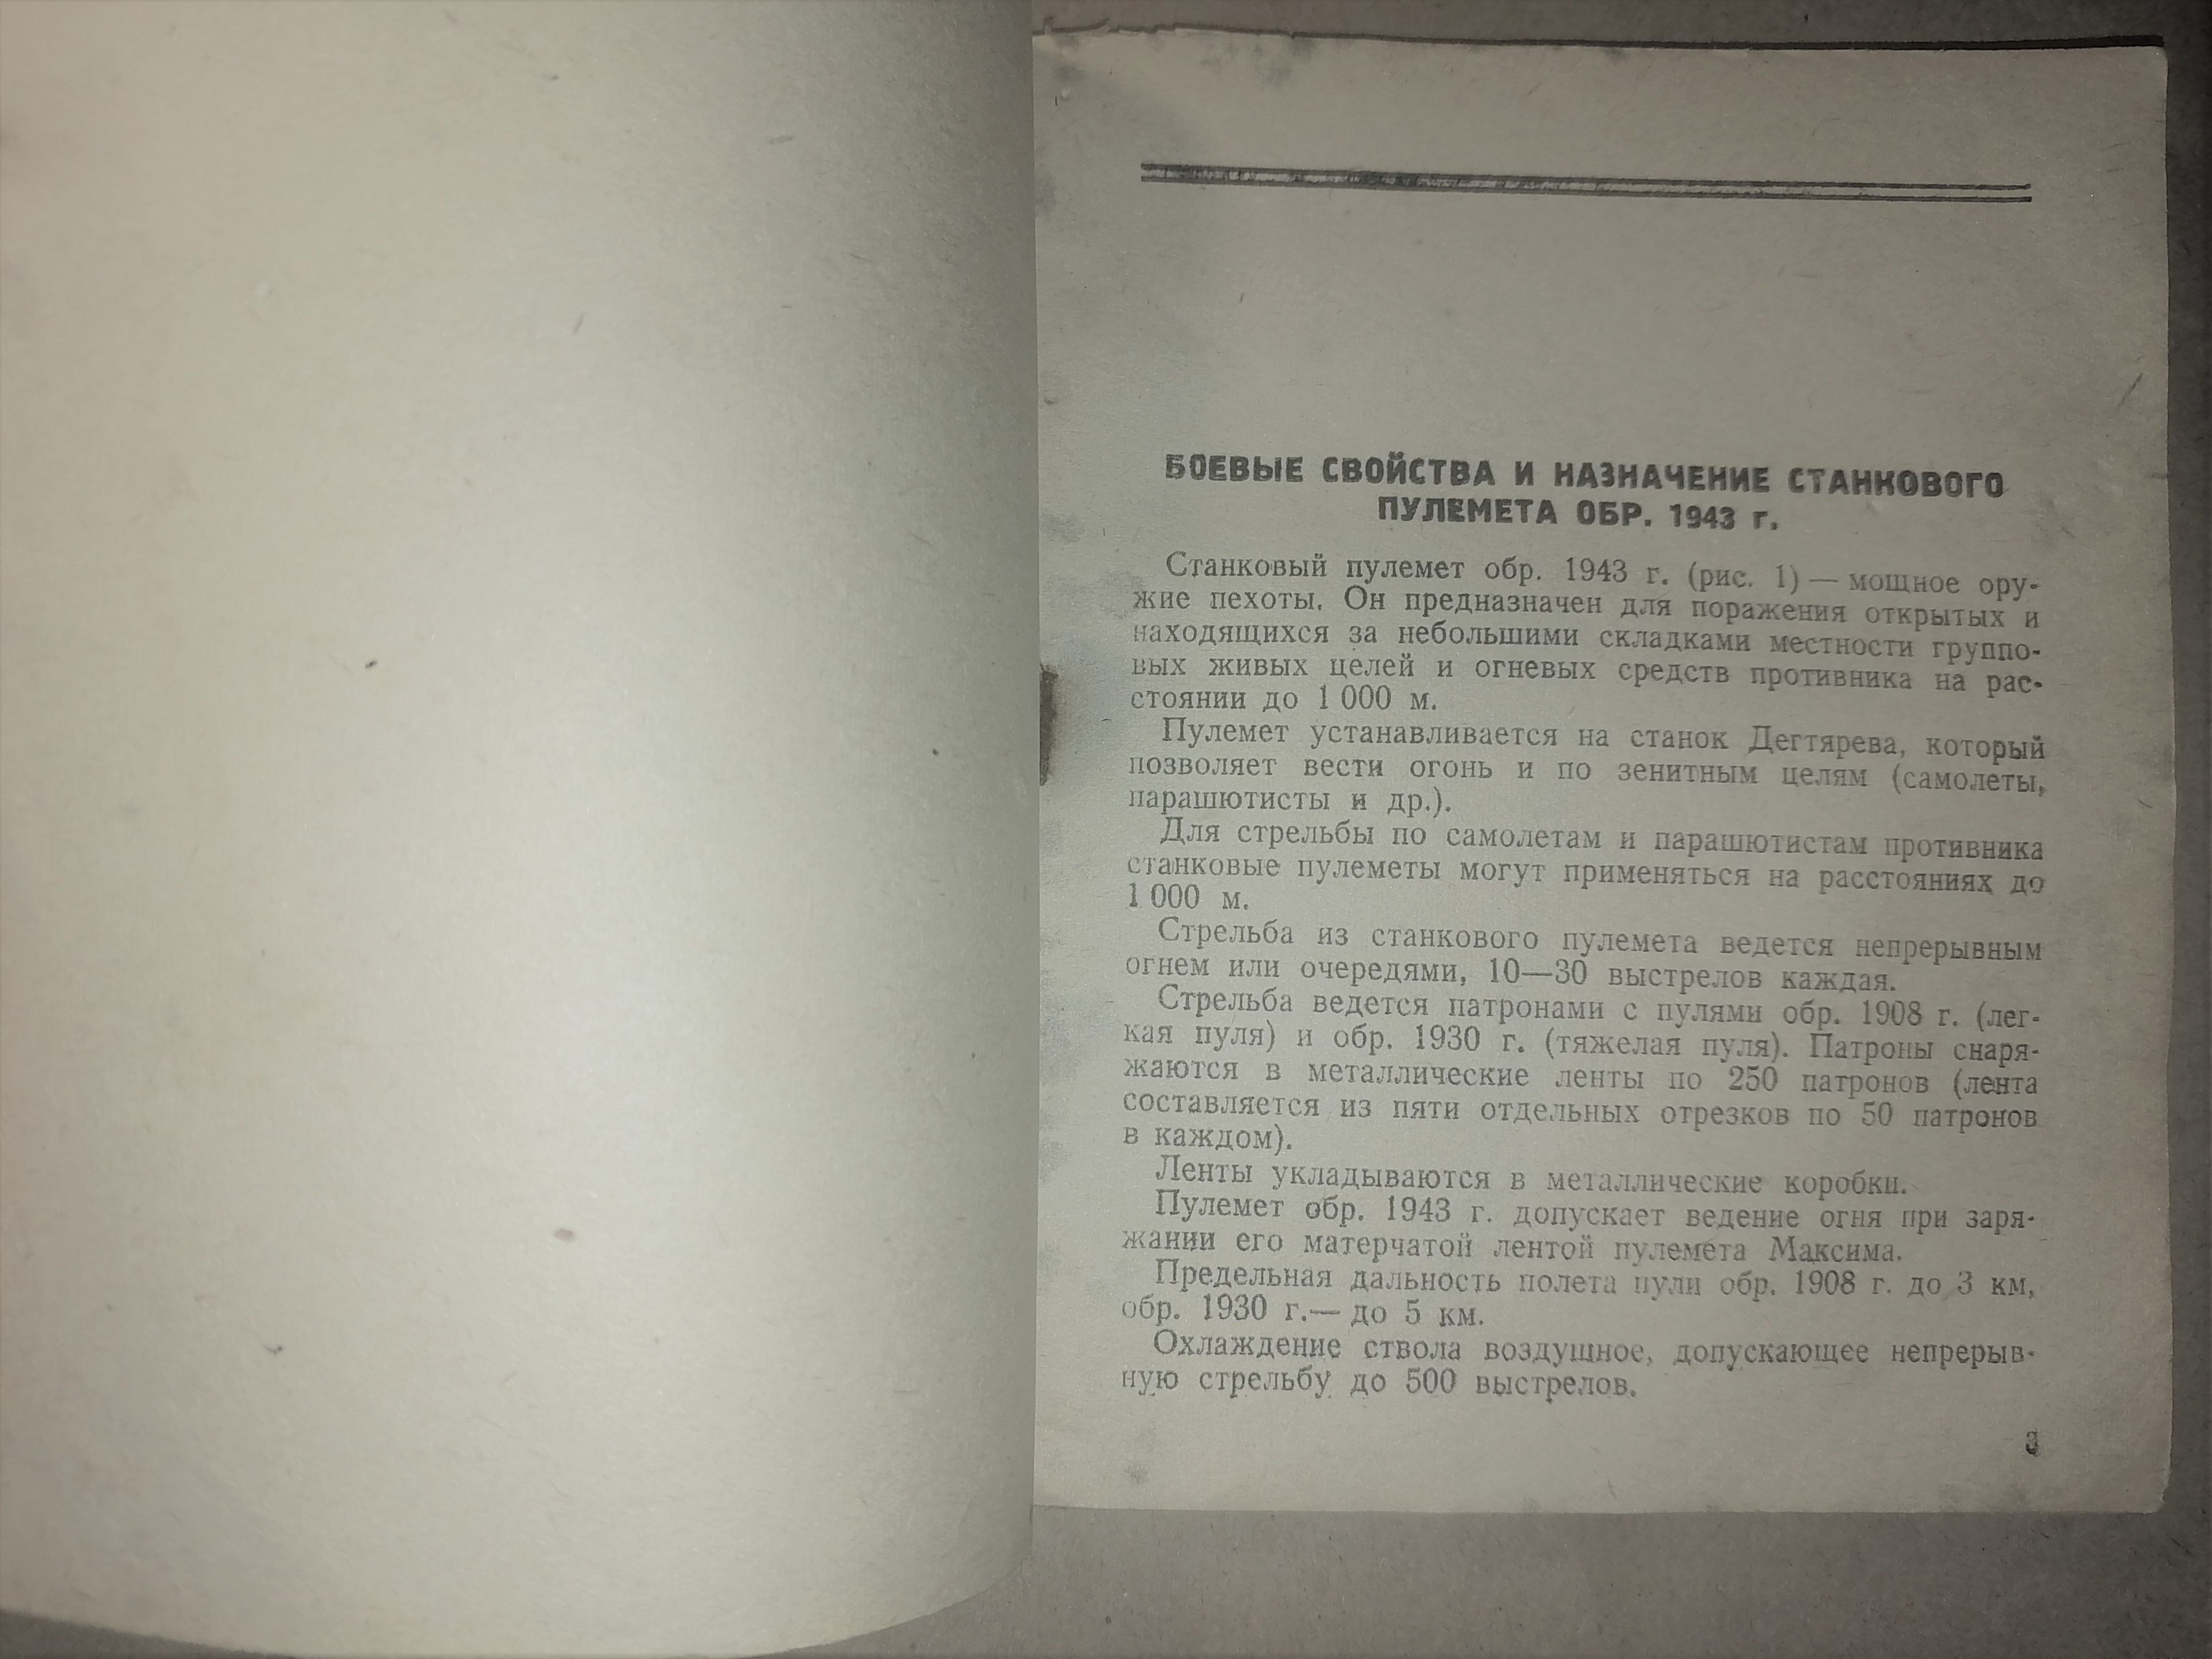 БОЕВЫЕ СВОЙСТВА И НАЗНАЧЕНИЕ СТАНКОВОГО
ПУЛЕМЕТА ОБР. 1943 г.
Станковый пулемет обр. 1943 г. (рис. 1) — мощное ору-
жие пехоты. Он предназначен для поражения открытых и
находящихся за небольшими складками местности группо-
вых живых целей и огневых средств противника на рас-
стоянии до 1 000 м.
Пулемет устанавливается на станок Дегтярева, который
позволяет вести огонь и по зенитным целям (самолеты,
парашютисты и др.).
Для стрельбы по самолетам и парашютистам противника
станковые пулеметы могут применяться на расстояниях до
1 000 м.
Стрельба из станкового пулемета ведется непрерывным
огнем или очередями, 10—30 выстрелов каждая.
Стрельба ведется патронами с пулями обр. 1908 г. (лег-
кая пуля) и обр. 1930 г. (тяжелая пуля). Патроны снаря-
жаются в металлические ленты по 250 патронов (лента
составляется из пяти отдельных отрезков по 50 патронов
в каждом).
Ленты укладываются в металлические коробки.
Пулемет обр. 1943 г. допускает ведение огня при заря-
жании его матерчатой лентой пулемета Максима.
Предельная дальность полета пули обр. 1908 г. до 3 км,
обр. 1930 г.— до 5 км.
Охлаждение ствола воздушное, допускающее непрерыв-
ную стрельбу до 500 выстрелов.
3